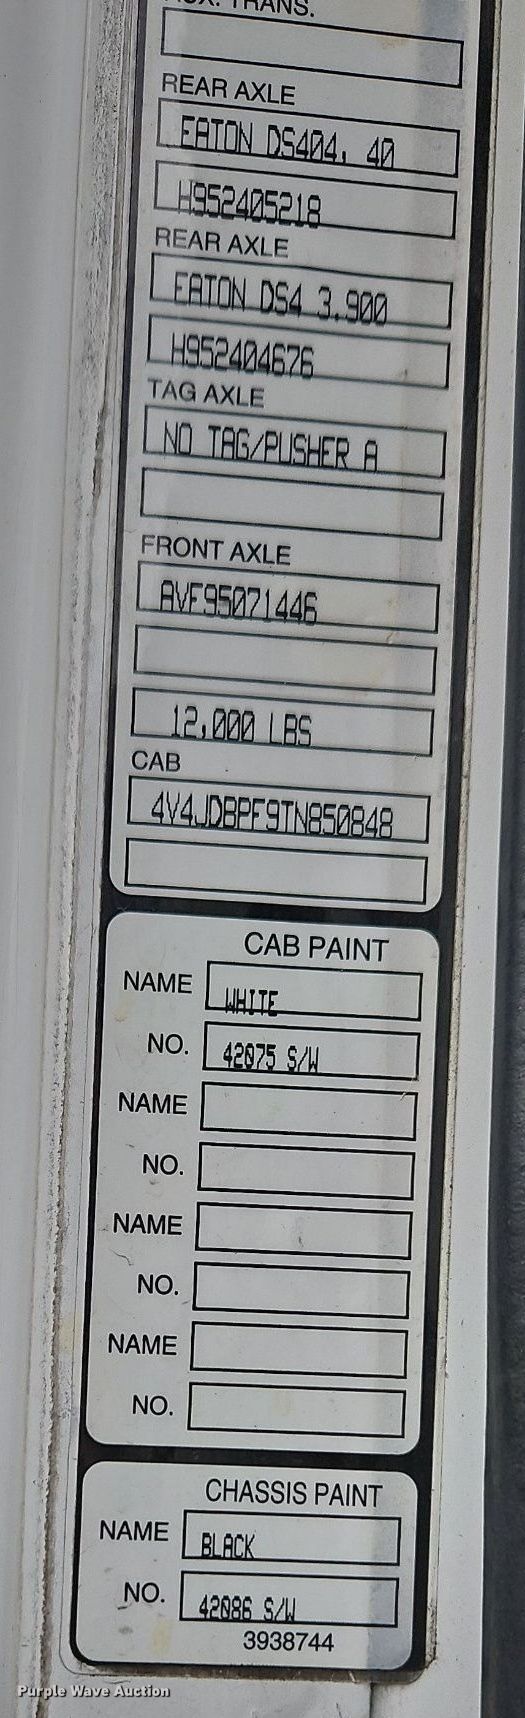 AUX. TRANS.
REAR AXLE
EATON DS404, 40
H952405218
REAR AXLE
EATON DS4 3.900
H952404676
TAG AXLE
NO TAG/PUSHER A
FRONT AXLE
AVF95071446
12,000 LBS
CAB
4V4JDBPF9TN850848
CAB PAINT
NAME WHITE
NO. 42075 S/W
NAME
NO.
NAME
NO.
NAME
NO.
CHASSIS PAINT
NAME BLACK
NO. 42086 S/W
3938744
Purple Wave Auction